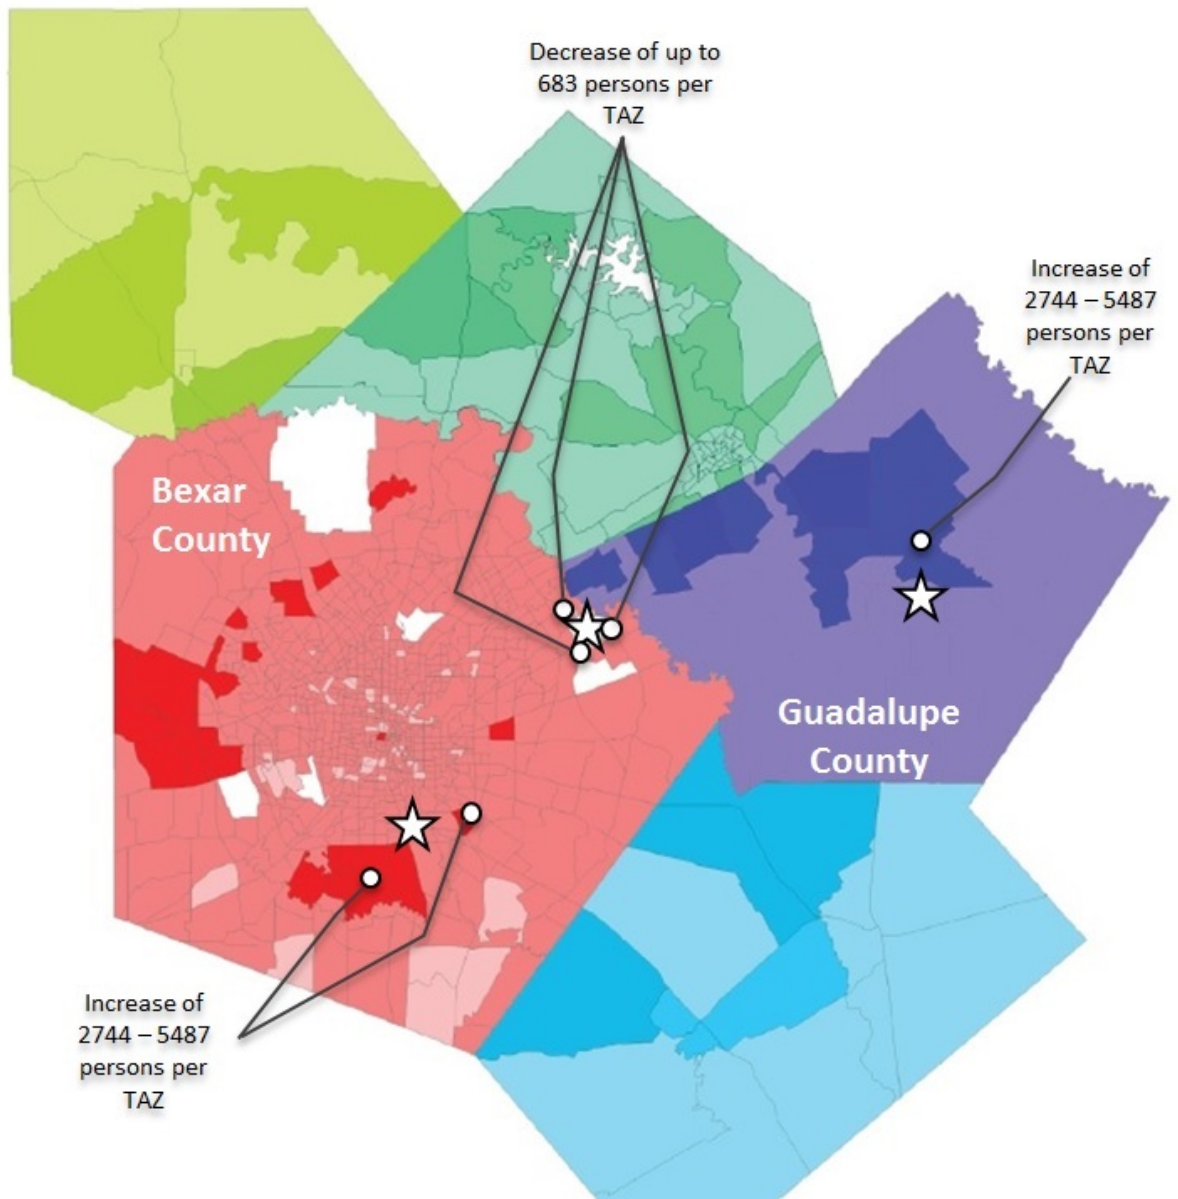 Decrease of up to
683 persons per
TAZ
Increase of
2744 – 5487
persons per
TAZ
Bexar
County
Guadalupe
County
Increase of
2744 – 5487
persons per
TAZ